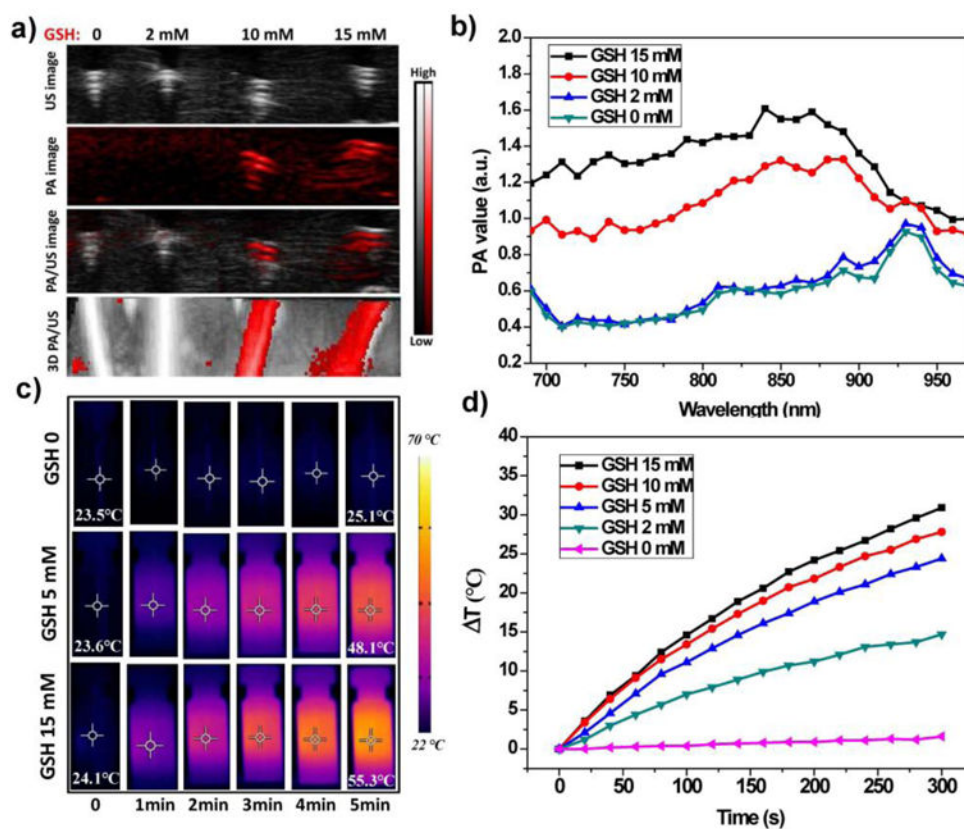 a)
GSH: 0 2 mM 10 mM 15 mM
US image
PA image
PA/US image
3D PA/US
High
Low
b)
GSH 15 mM
GSH 10 mM
GSH 2 mM
GSH 0 mM
PA value (a.u.)
2.0
1.8
1.6
1.4
1.2
1.0
0.8
0.6
0.4
0.2
700 750 800 850 900 950
Wavelength (nm)
c)
GSH 0
23.5°C 25.1°C
GSH 5 mM
23.6°C 48.1°C
GSH 15 mM
24.1°C 55.3°C
0 1min 2min 3min 4min 5min
70 °C
22 °C
d)
GSH 15 mM
GSH 10 mM
GSH 5 mM
GSH 2 mM
GSH 0 mM
ΔT (°C)
40
35
30
25
20
15
10
5
0
0 50 100 150 200 250 300
Time (s)